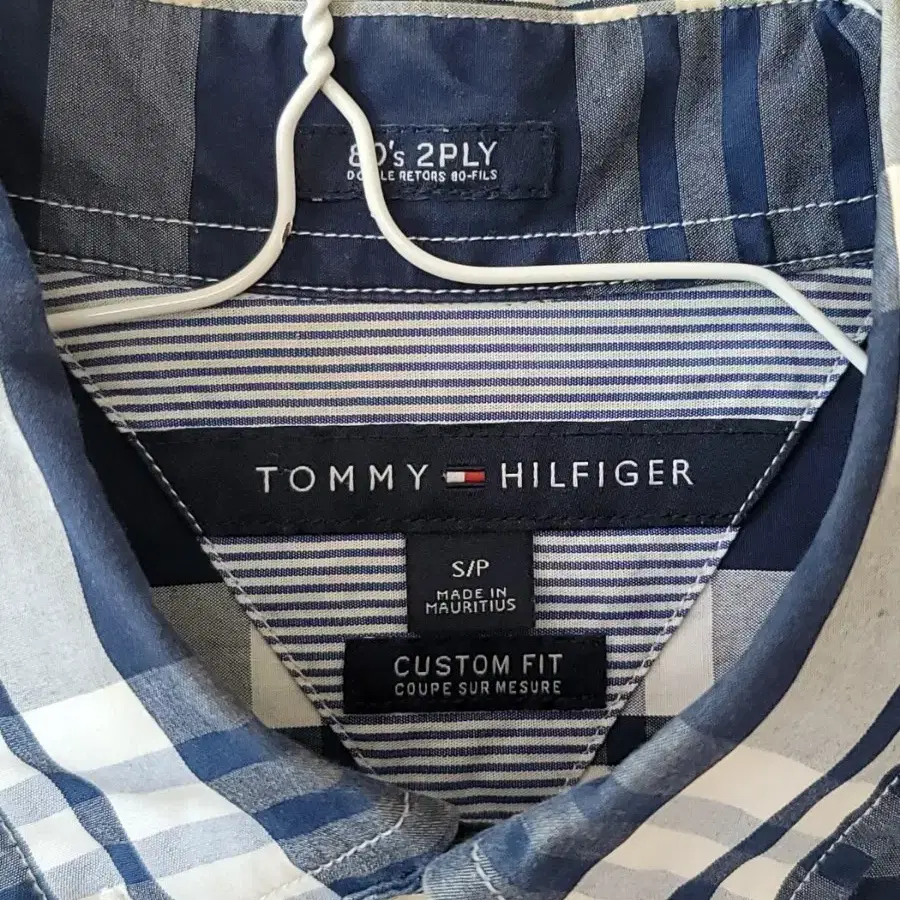 80's 2PLY
DOUBLE RETORS 80-FILS
TOMMY HILFIGER
S/P
MADE IN
MAURITIUS
CUSTOM FIT
COUPE SUR MESURE